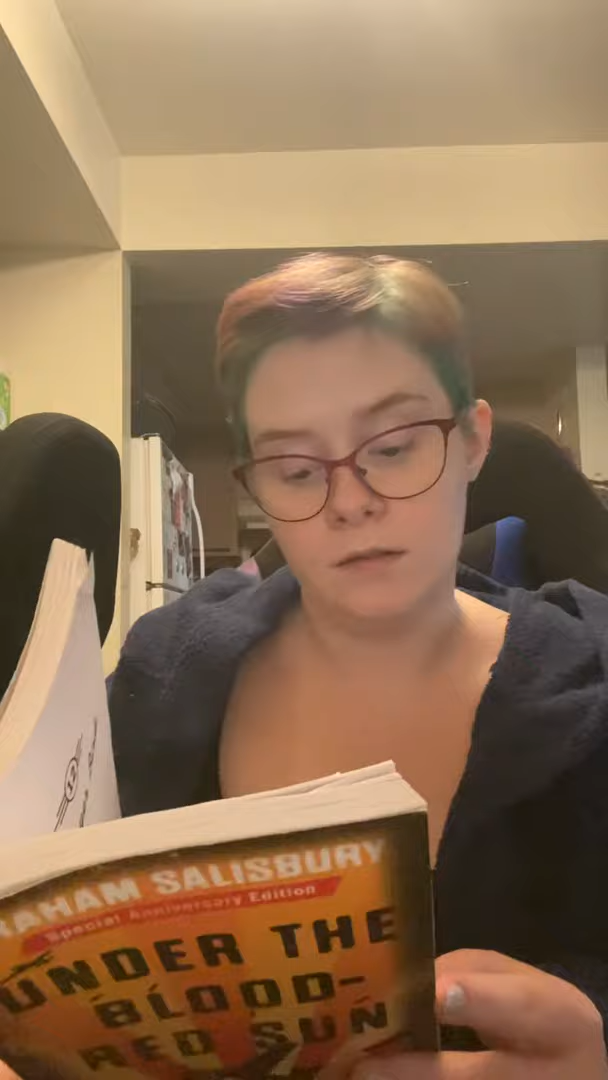 RAHAM SALISBURY
Special Anniversary Edition
UNDER THE
BLOOD-
RED SUN